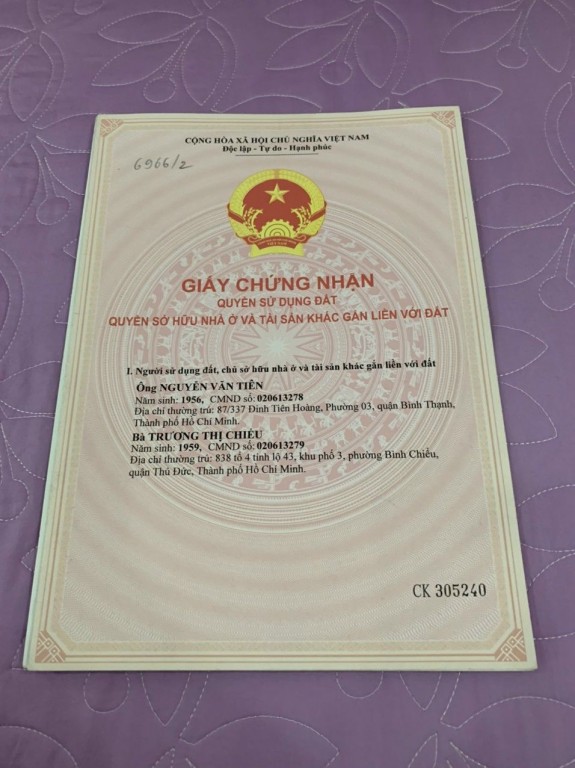 CỘNG HÒA XÃ HỘI CHỦ NGHĨA VIỆT NAM
Độc lập - Tự do - Hạnh phúc
6966/2
GIẤY CHỨNG NHẬN
QUYỀN SỬ DỤNG ĐẤT
QUYỀN SỞ HỮU NHÀ Ở VÀ TÀI SẢN KHÁC GẮN LIỀN VỚI ĐẤT
I. Người sử dụng đất, chủ sở hữu nhà ở và tài sản khác gắn liền với đất
Ông NGUYỄN VĂN TIÊN
Năm sinh: 1956, CMND số: 020613278
Địa chỉ thường trú: 87/337 Đinh Tiên Hoàng, Phường 03, quận Bình Thạnh,
Thành phố Hồ Chí Minh.
Bà TRƯƠNG THỊ CHIÊU
Năm sinh: 1959, CMND số: 020613279
Địa chỉ thường trú: 838 tổ 4 tỉnh lộ 43, khu phố 3, phường Bình Chiểu,
quận Thủ Đức, Thành phố Hồ Chí Minh.
CK 305240